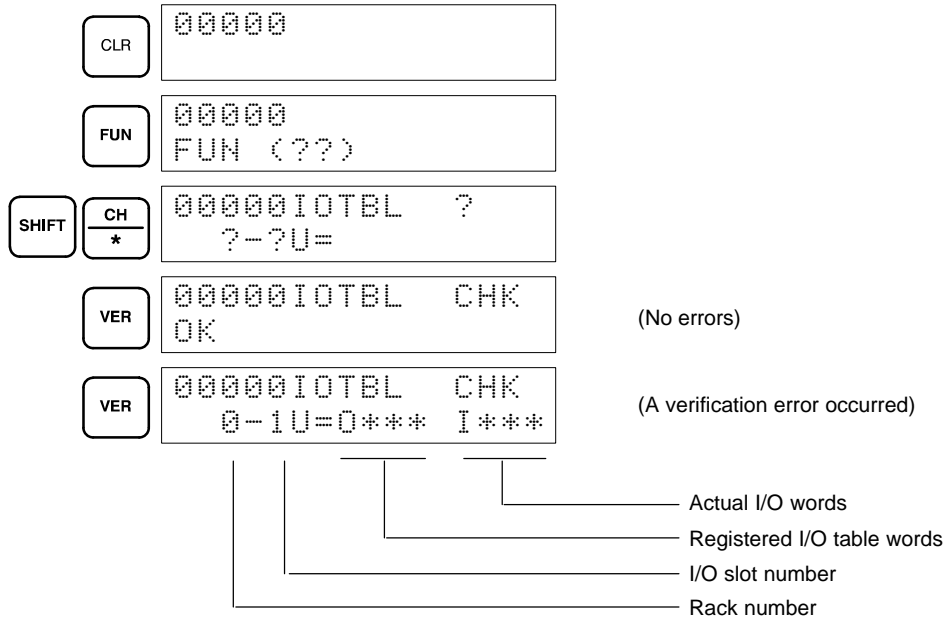 CLR
00000
FUN
00000
FUN (??)
SHIFT
CH
*
00000IOTBL ?
?-?U=
VER
00000IOTBL CHK
OK
(No errors)
VER
00000IOTBL CHK
0-1U=O*** I***
(A verification error occurred)
Actual I/O words
Registered I/O table words
I/O slot number
Rack number